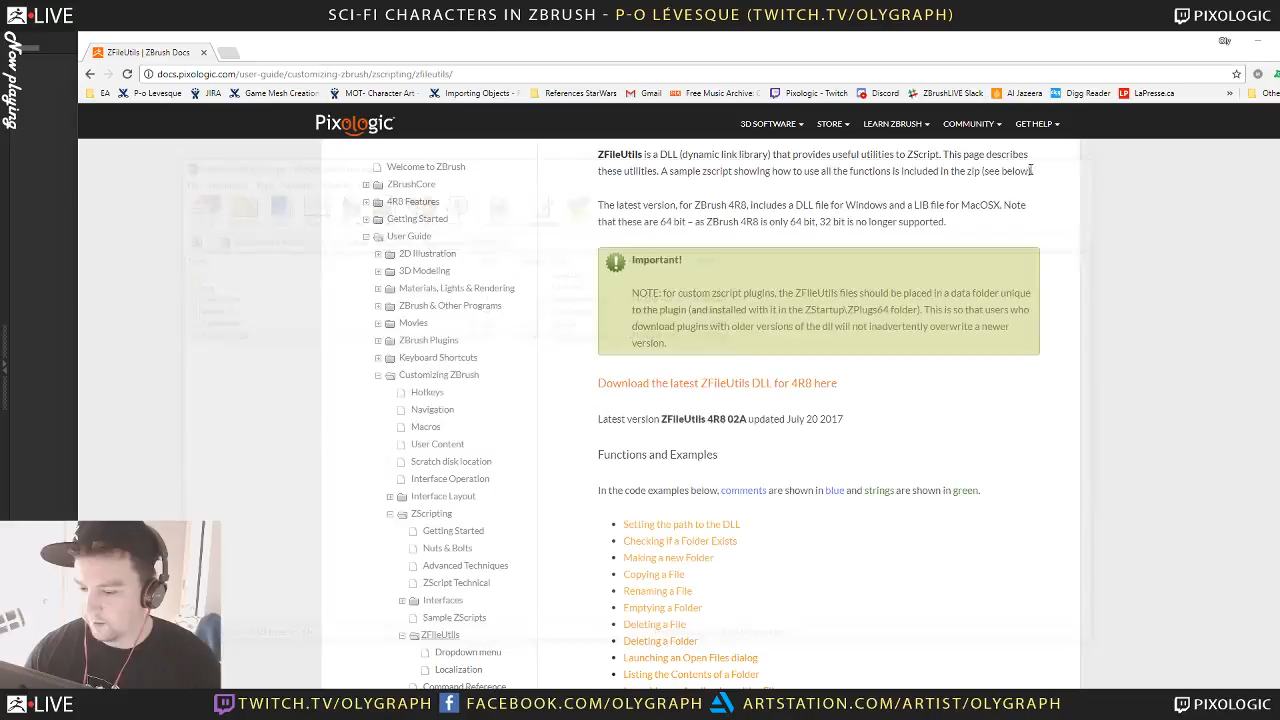 LIVE
SCI-FI CHARACTERS IN ZBRUSH - P-O LÉVESQUE (TWITCH.TV/OLYGRAPH)
PIXOLOGIC
Now playing
ZFileUtils | ZBrush Docs
Oly
docs.pixologic.com/user-guide/customizing-zbrush/zscripting/zfileutils/
EA
P-o Levesque
JIRA
Game Mesh Creation
MOT- Character Art -
Importing Objects -
References StarWars
Gmail
Free Music Archive: C
Pixologic - Twitch
Discord
ZBrushLIVE Slack
Al Jazeera
Digg Reader
LaPresse.ca
»
Othe
Pixologic
3D SOFTWARE
STORE
LEARN ZBRUSH
COMMUNITY
GET HELP
Welcome to ZBrush
ZBrushCore
4R8 Features
Getting Started
User Guide
2D Illustration
3D Modeling
Materials, Lights & Rendering
ZBrush & Other Programs
Movies
ZBrush Plugins
Keyboard Shortcuts
Customizing ZBrush
Hotkeys
Navigation
Macros
User Content
Scratch disk location
Interface Operation
Interface Layout
ZScripting
Getting Started
Nuts & Bolts
Advanced Techniques
ZScript Technical
Interfaces
Sample ZScripts
ZFileUtils
Dropdown menu
Localization
Command Reference
ZFileUtils is a DLL (dynamic link library) that provides useful utilities to ZScript. This page describes
these utilities. A sample zscript showing how to use all the functions is included in the zip (see below).
The latest version, for ZBrush 4R8, includes a DLL file for Windows and a LIB file for MacOSX. Note
that these are 64 bit – as ZBrush 4R8 is only 64 bit, 32 bit is no longer supported.
Important!
NOTE: for custom zscript plugins, the ZFileUtils files should be placed in a data folder unique
to the plugin (and installed with it in the ZStartup\ZPlugs64 folder). This is so that users who
download plugins with older versions of the dll will not inadvertently overwrite a newer
version.
Download the latest ZFileUtils DLL for 4R8 here
Latest version ZFileUtils 4R8 02A updated July 20 2017
Functions and Examples
In the code examples below, comments are shown in blue and strings are shown in green.
Setting the path to the DLL
Checking if a Folder Exists
Making a new Folder
Copying a File
Renaming a File
Emptying a Folder
Deleting a File
Deleting a Folder
Launching an Open Files dialog
Listing the Contents of a Folder
LIVE
TWITCH.TV/OLYGRAPH
FACEBOOK.COM/OLYGRAPH
ARTSTATION.COM/ARTIST/OLYGRAPH
PIXOLOGIC